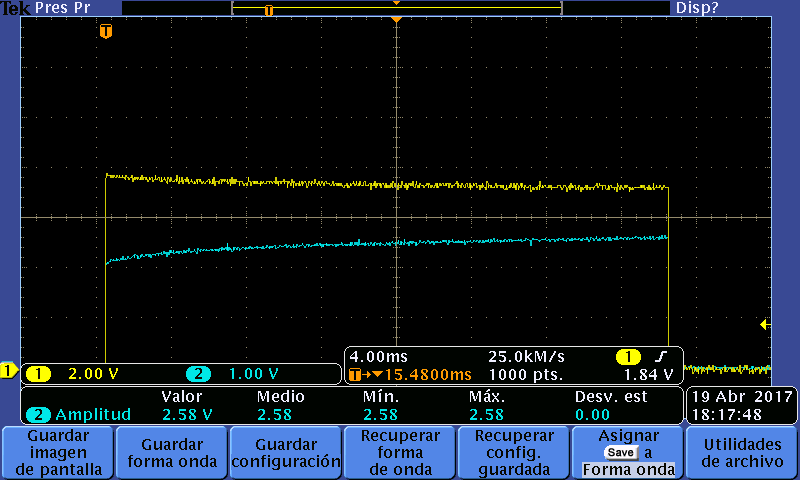 Tek Pres Pr Disp?
T
T
1
1 2.00 V 2 1.00 V
4.00ms 25.0kM/s 1
T→▼15.4800ms 1000 pts. 1.84 V
Valor Medio Mín. Máx. Desv. est
2 Amplitud 2.58 V 2.58 2.58 2.58 0.00
19 Abr 2017
18:17:48
Guardar
imagen
de pantalla
Guardar
forma onda
Guardar
configuración
Recuperar
forma
de onda
Recuperar
config.
guardada
Asignar
Save a
Forma onda
Utilidades
de archivo